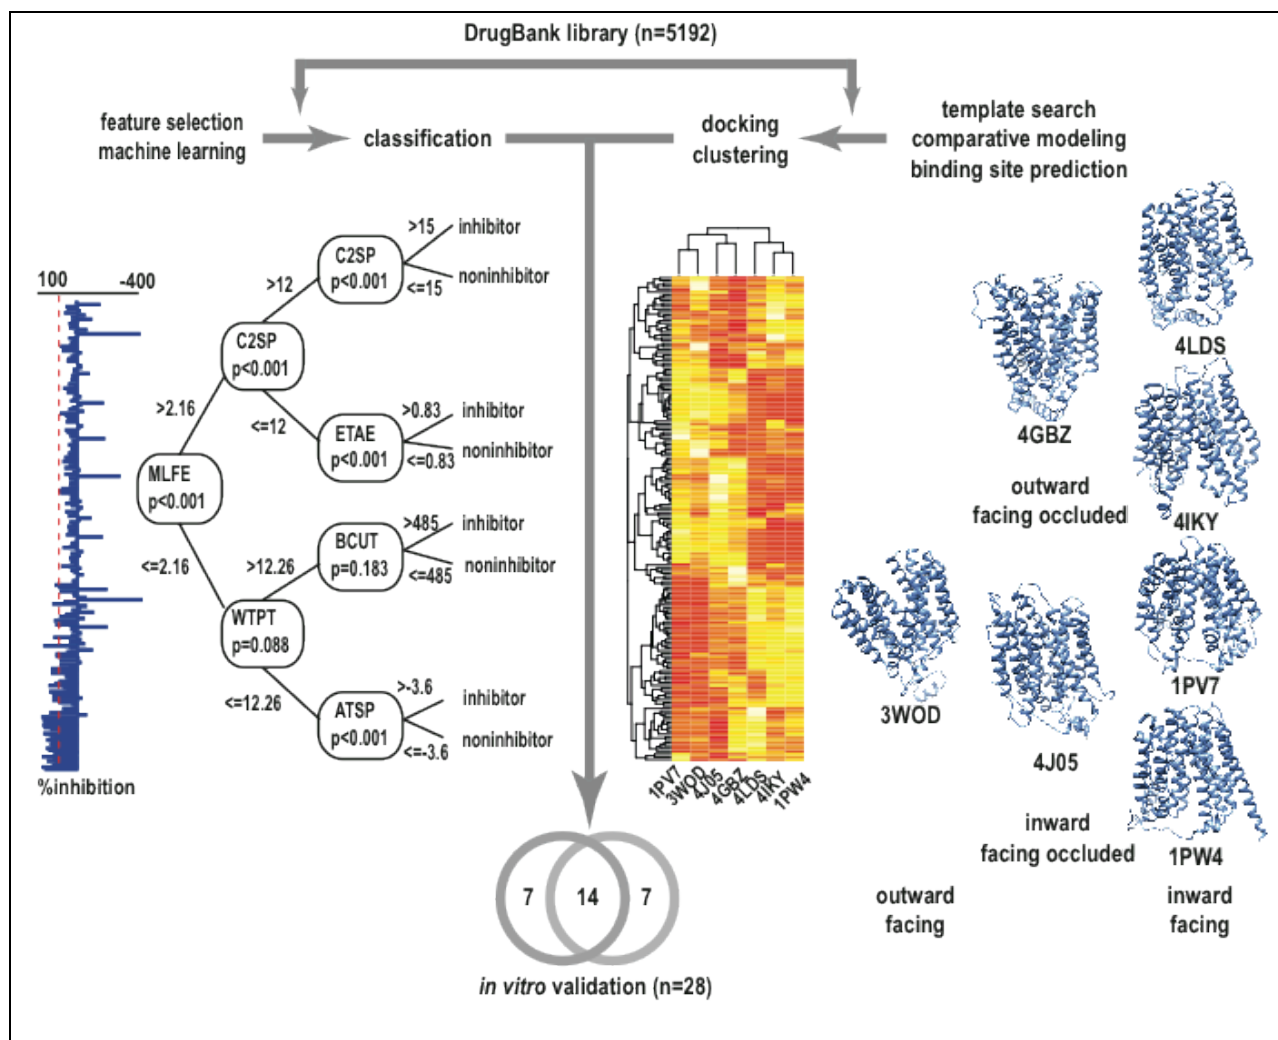 DrugBank library (n=5192)
feature selection
machine learning
classification
docking
clustering
template search
comparative modeling
binding site prediction
100
-400
%inhibition
MLFE
p<0.001
>2.16
<=2.16
C2SP
p<0.001
>12
<=12
C2SP
p<0.001
>15
inhibitor
<=15
noninhibitor
ETAE
p<0.001
>0.83
inhibitor
<=0.83
noninhibitor
WTPT
p=0.088
>12.26
<=12.26
BCUT
p=0.183
>485
inhibitor
<=485
noninhibitor
ATSP
p<0.001
>-3.6
inhibitor
<=-3.6
noninhibitor
1PV7
3WOD
4J05
4GBZ
4LDS
4IKY
1PW4
4LDS
4GBZ
4IKY
outward
facing occluded
3WOD
4J05
1PV7
inward
facing occluded
1PW4
outward
facing
inward
facing
7
14
7
in vitro validation (n=28)